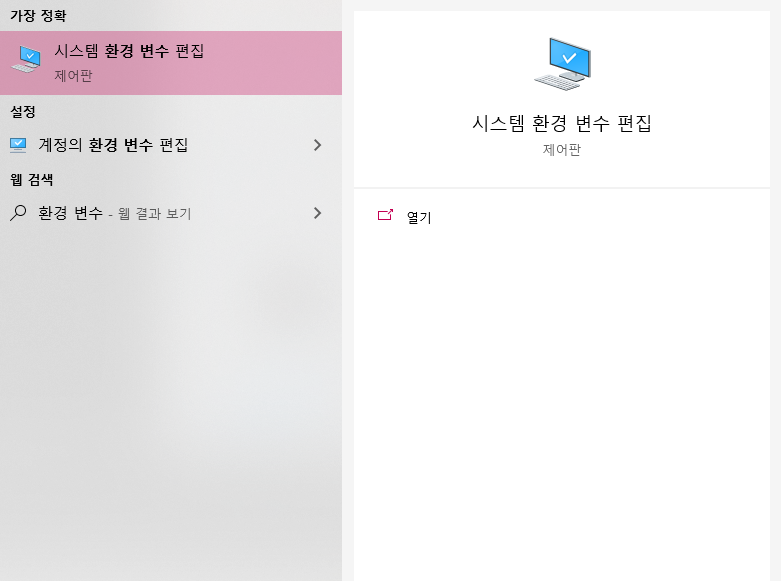 가장 정확
시스템 환경 변수 편집
제어판
설정
계정의 환경 변수 편집
웹 검색
환경 변수 - 웹 결과 보기
시스템 환경 변수 편집
제어판
열기